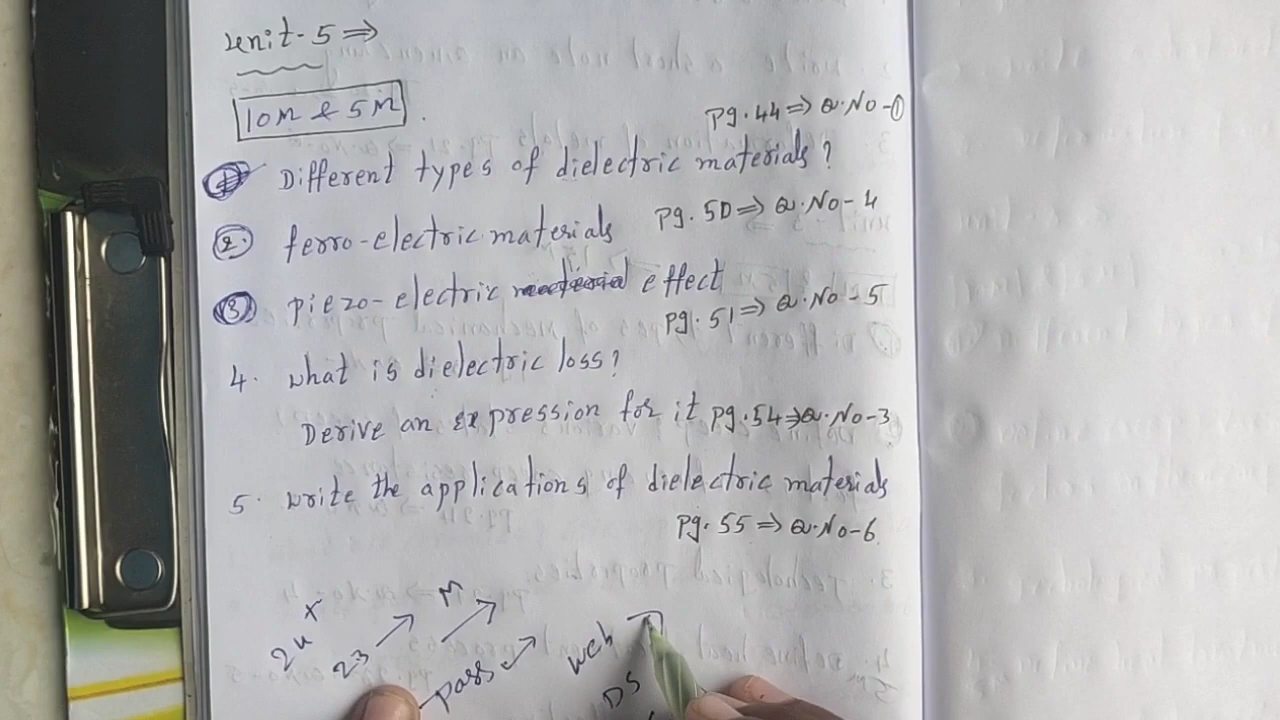 unit-5 ⇒
10M & 5M.
pg.44⇒ Q.No-①
① Different types of dielectric materials?
② ferro-electric materials pg.50⇒ Q.No-4
③ piezo-electric effect
pg.51⇒ Q.No-5
4. What is dielectric loss?
Derive an expression for it pg.54⇒Q.No-3
5. write the applications of dielectric materials
pg.55⇒ Q.No-6
24 x
23 → M
pass →
DS